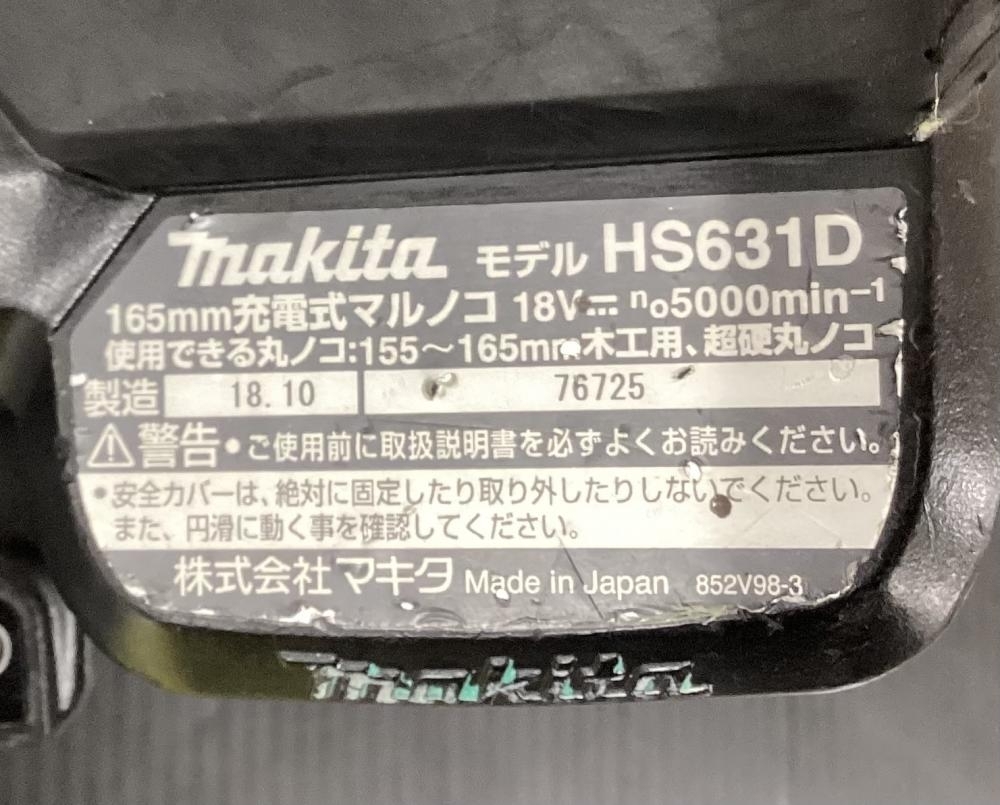 makita モデル HS631D
165mm充電式マルノコ 18V⎓ n₀5000min⁻¹
使用できる丸ノコ:155～165mm木工用、超硬丸ノコ
製造 18.10 76725
⚠警告•ご使用前に取扱説明書を必ずよくお読みください。
•安全カバーは、絶対に固定したり取り外したりしないでください。
また、円滑に動く事を確認してください。
株式会社マキタ Made in Japan 852V98-3
makita